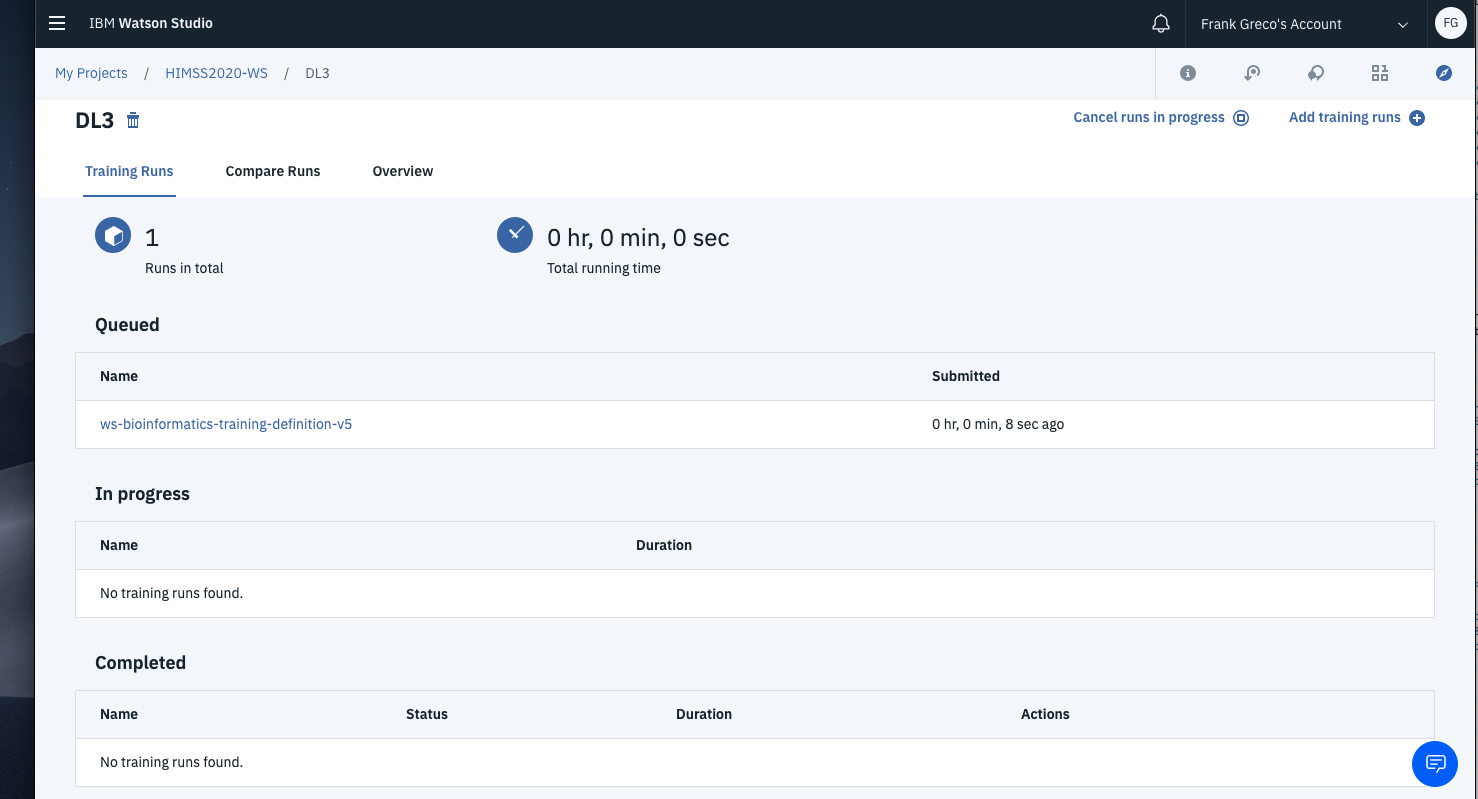 IBM Watson Studio
Frank Greco's Account
FG
My Projects / HIMSS2020-WS / DL3
DL3
Cancel runs in progress
Add training runs
Training Runs
Compare Runs
Overview
1
Runs in total
0 hr, 0 min, 0 sec
Total running time
Queued
Name Submitted
ws-bioinformatics-training-definition-v5 0 hr, 0 min, 8 sec ago
In progress
Name Duration
No training runs found.
Completed
Name Status Duration Actions
No training runs found.